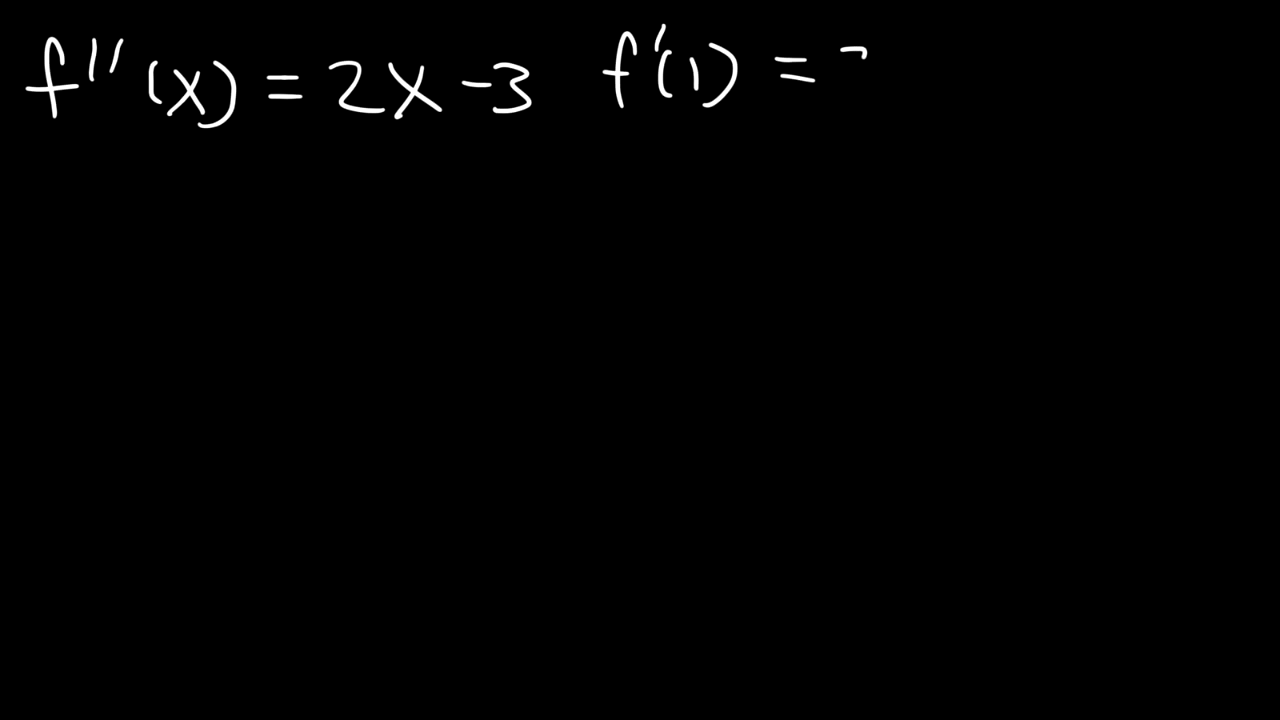 f''(x) = 2x - 3 f'(1) =